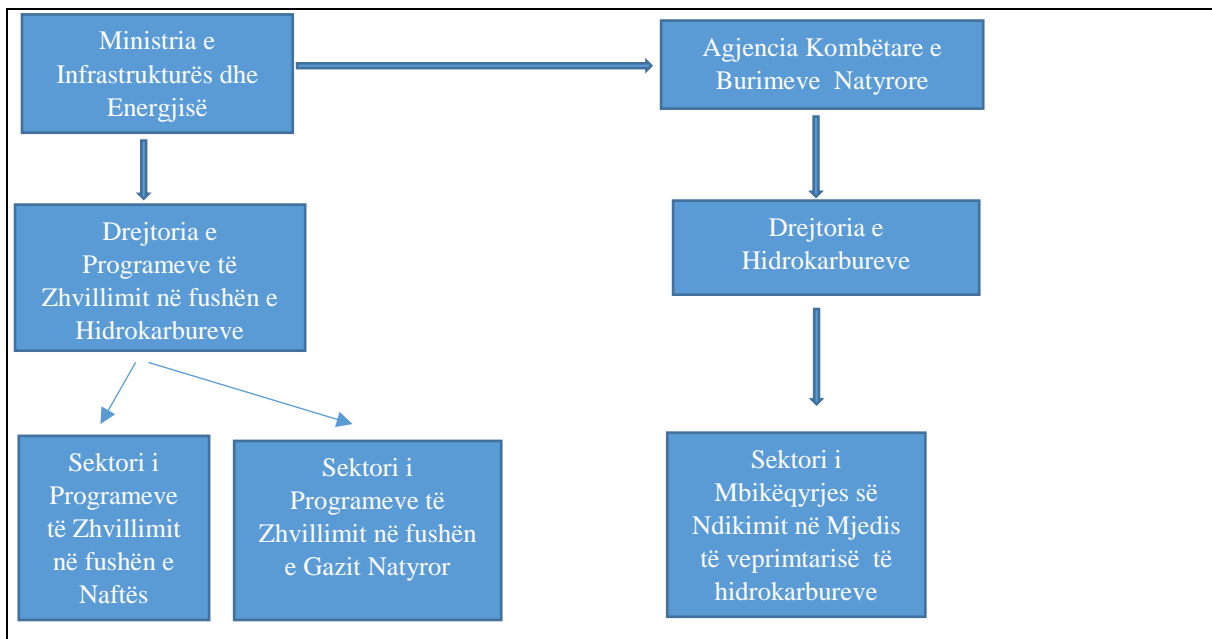 Ministria e
Infrastrukturës dhe
Energjisë
Agjencia Kombëtare e
Burimeve Natyrore
Drejtoria e
Programeve të
Zhvillimit në fushën e
Hidrokarbureve
Drejtoria e
Hidrokarbureve
Sektori i
Programeve
të Zhvillimit
në fushën e
Naftës
Sektori i
Programeve të
Zhvillimit në fushën
e Gazit Natyror
Sektori i
Mbikëqyrjes së
Ndikimit në Mjedis
të veprimtarisë të
hidrokarbureve